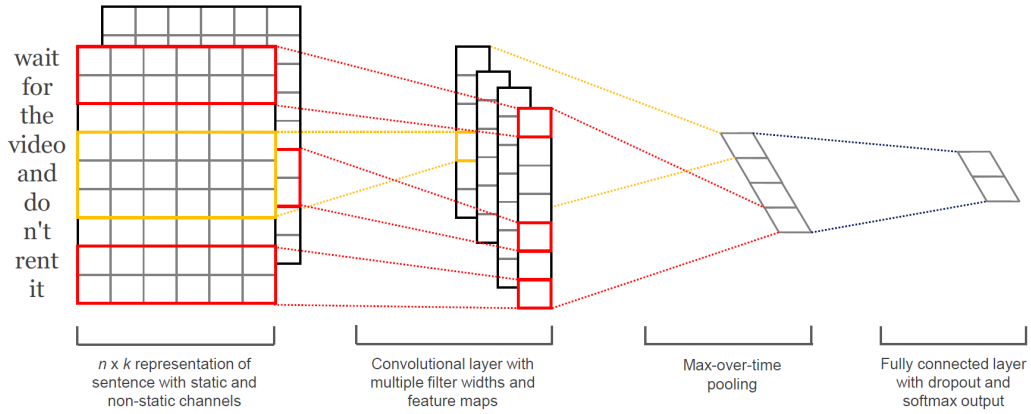 wait
for
the
video
and
do
n't
rent
it
n x k representation of
sentence with static and
non-static channels
Convolutional layer with
multiple filter widths and
feature maps
Max-over-time
pooling
Fully connected layer
with dropout and
softmax output